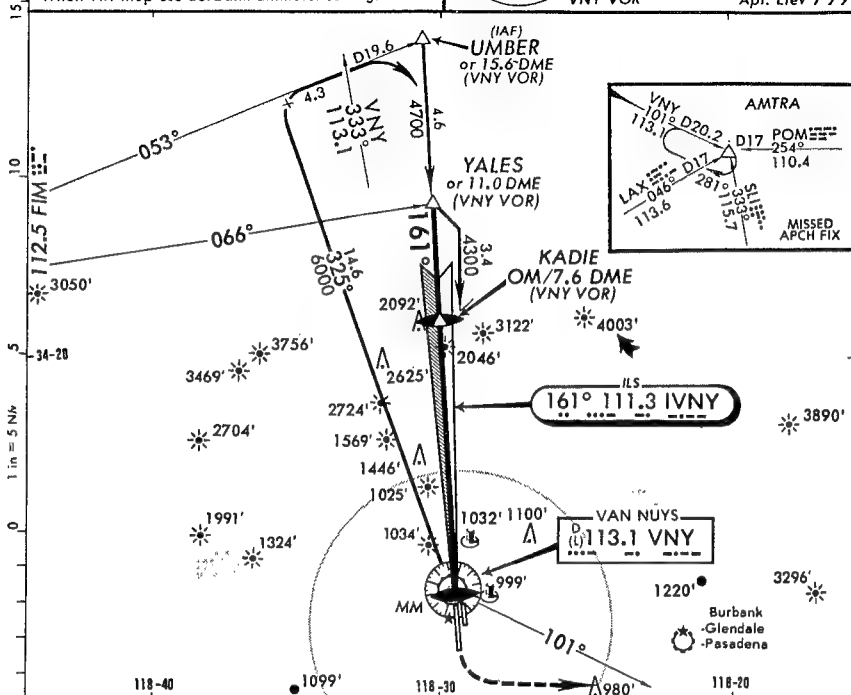 VNY VOR
Apt. Elev 799
15
(IAF)
UMBER
or 15.6 DME
(VNY VOR)
D19.6
4.3
VNY
333°
113.1
4.6
4700
053°
AMTRA
VNY
101° D20.2
113.1
D17
POM
254°
110.4
LAX
046° D17
113.6
281°
SLI
333°
115.7
MISSED
APCH FIX
10
YALES
or 11.0 DME
(VNY VOR)
112.5 FIM
066°
161°
3.4
4300
14.6
325°
6000
KADIE
OM/7.6 DME
(VNY VOR)
3050'
2092'
3122'
4003'
5
34-20
3756'
2046'
3469'
2625'
ILS
161° 111.3 IVNY
2724'
3890'
2704'
1569'
1 in = 5 NM
1446'
1025'
0
1991'
1032'
1100'
VAN NUYS
D
(L)
113.1 VNY
1324'
1034'
999'
MM
1220'
3296'
Burbank
-Glendale
-Pasadena
101°
118-40
1099'
118-30
980'
118-20